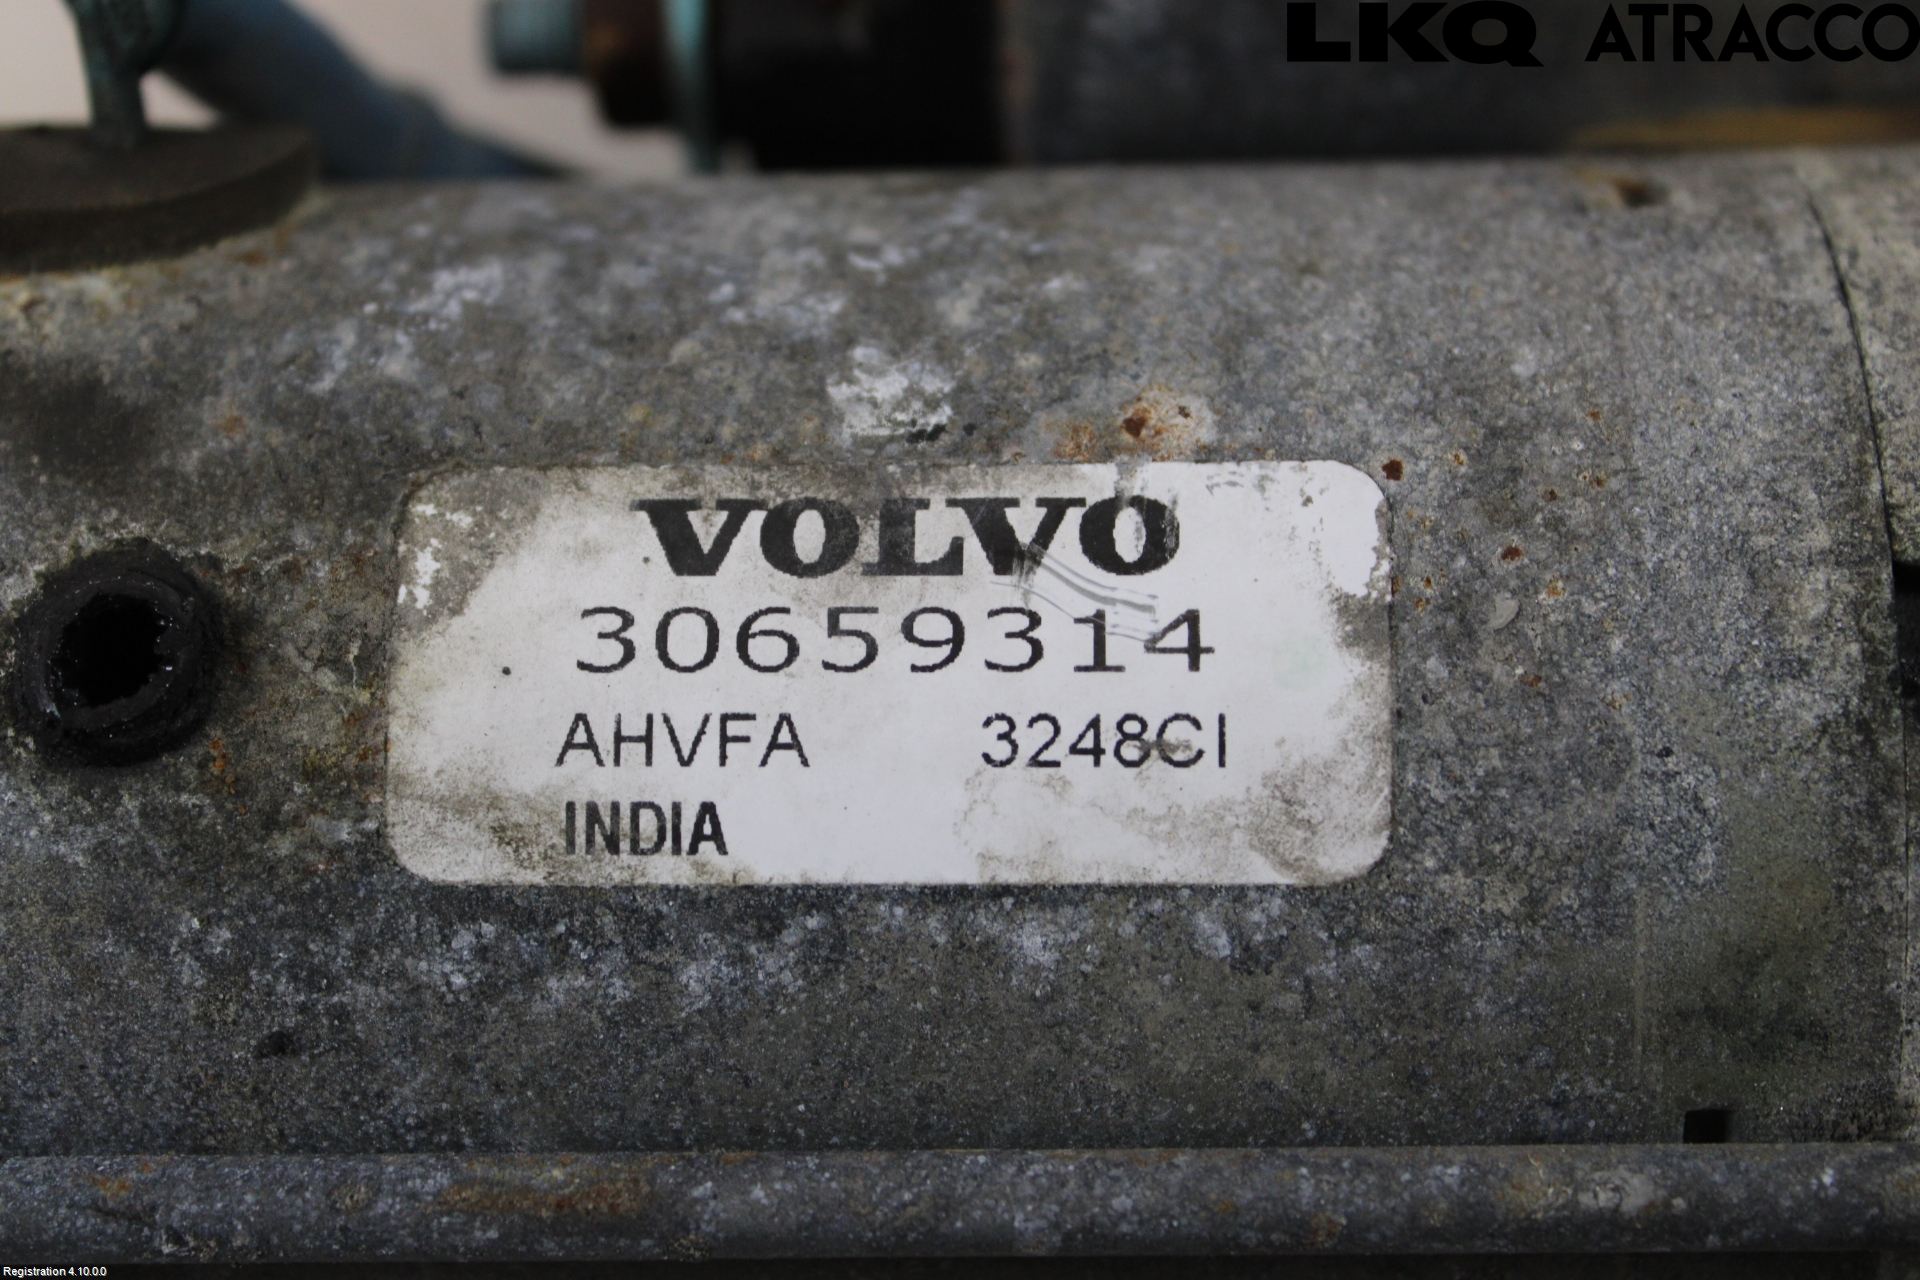 LKQ ATRACCO
VOLVO
30659314
AHVFA 3248CI
INDIA
Registration 4.10.0.0